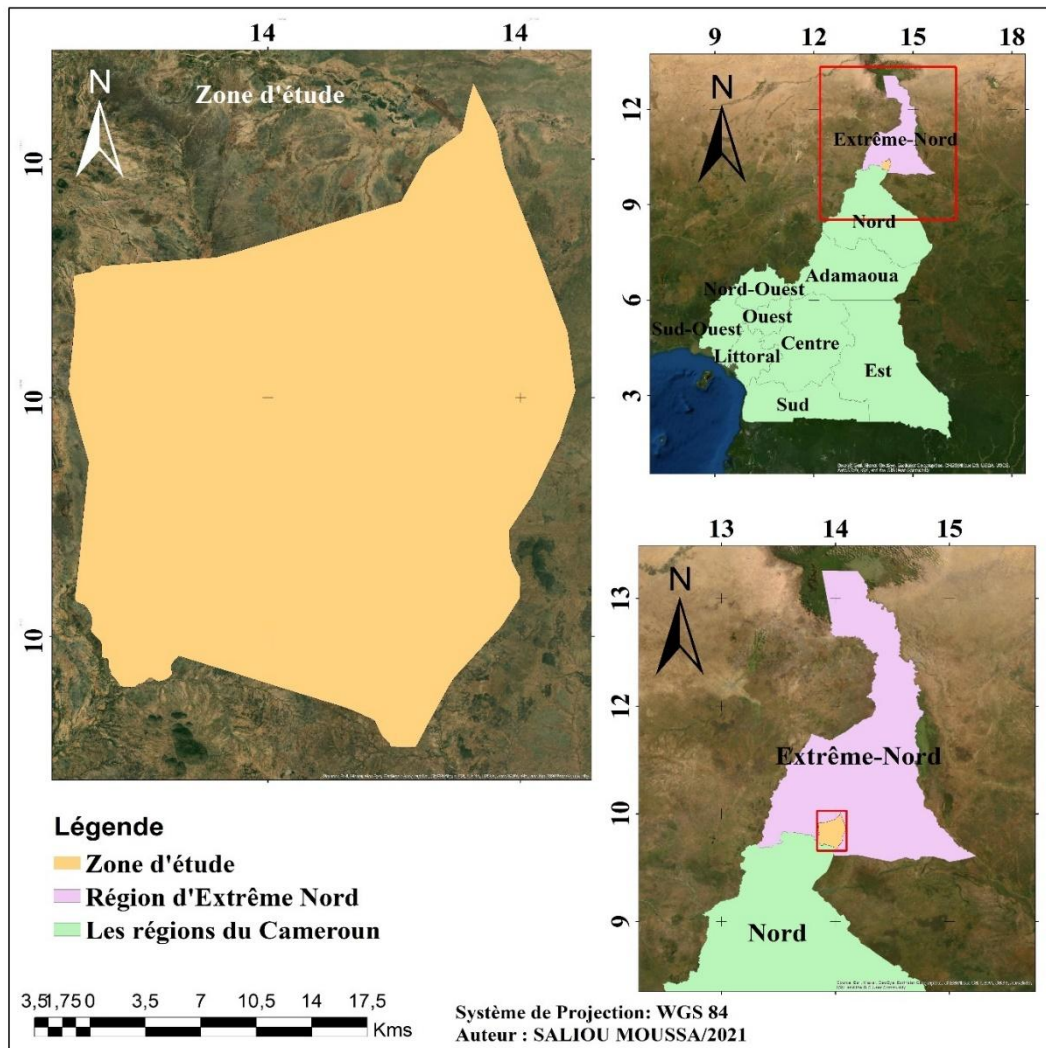 14 14
N
Zone d'étude
10
10
10
9 12 15 18
N
12
9
6
3
Extrême-Nord
Nord
Adamaoua
Nord-Ouest
Ouest
Sud-Ouest
Centre
Littoral
Est
Sud
13 14 15
N
13
12
Extrême-Nord
10
9
Nord
Légende
Zone d'étude
Région d'Extrême Nord
Les régions du Cameroun
3,5 1,75 0 3,5 7 10,5 14 17,5
Kms
Système de Projection: WGS 84
Auteur : SALIOU MOUSSA/2021